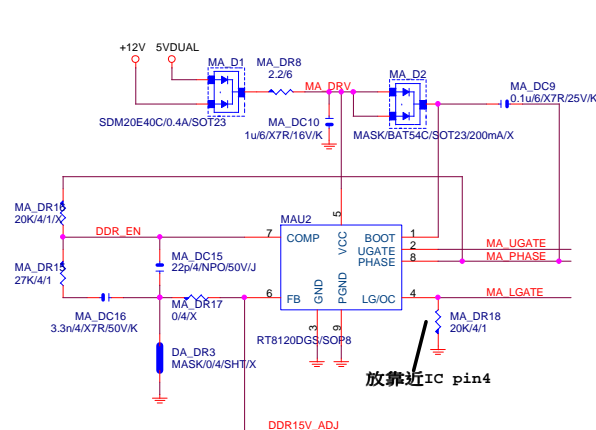 +12V
5VDUAL
MA_D1
MA_DR8
2.2/6
MA_DRV
MA_D2
MA_DC9
0.1u/6/X7R/25V/K
SDM20E40C/0.4A/SOT23
MA_DC10
1u/6/X7R/16V/K
MASK/BAT54C/SOT23/200mA/X
20K/4/1/X
DDR_EN
MAU2
5
7
COMP
VCC
BOOT
1
UGATE
2
MA_UGATE
PHASE
8
MA_PHASE
27K/4/1
MA_DC15
22p/4/NPO/50V/J
6
FB
GND
PGND
LG/OC
4
MA_LGATE
MA_DC16
3.3n/4/X7R/50V/K
MA_DR17
0/4/X
3
9
MA_DR18
20K/4/1
RT8120DGS/SOP8
DA_DR3
MASK/0/4/SHT/X
放靠近IC pin4
DDR15V_ADJ